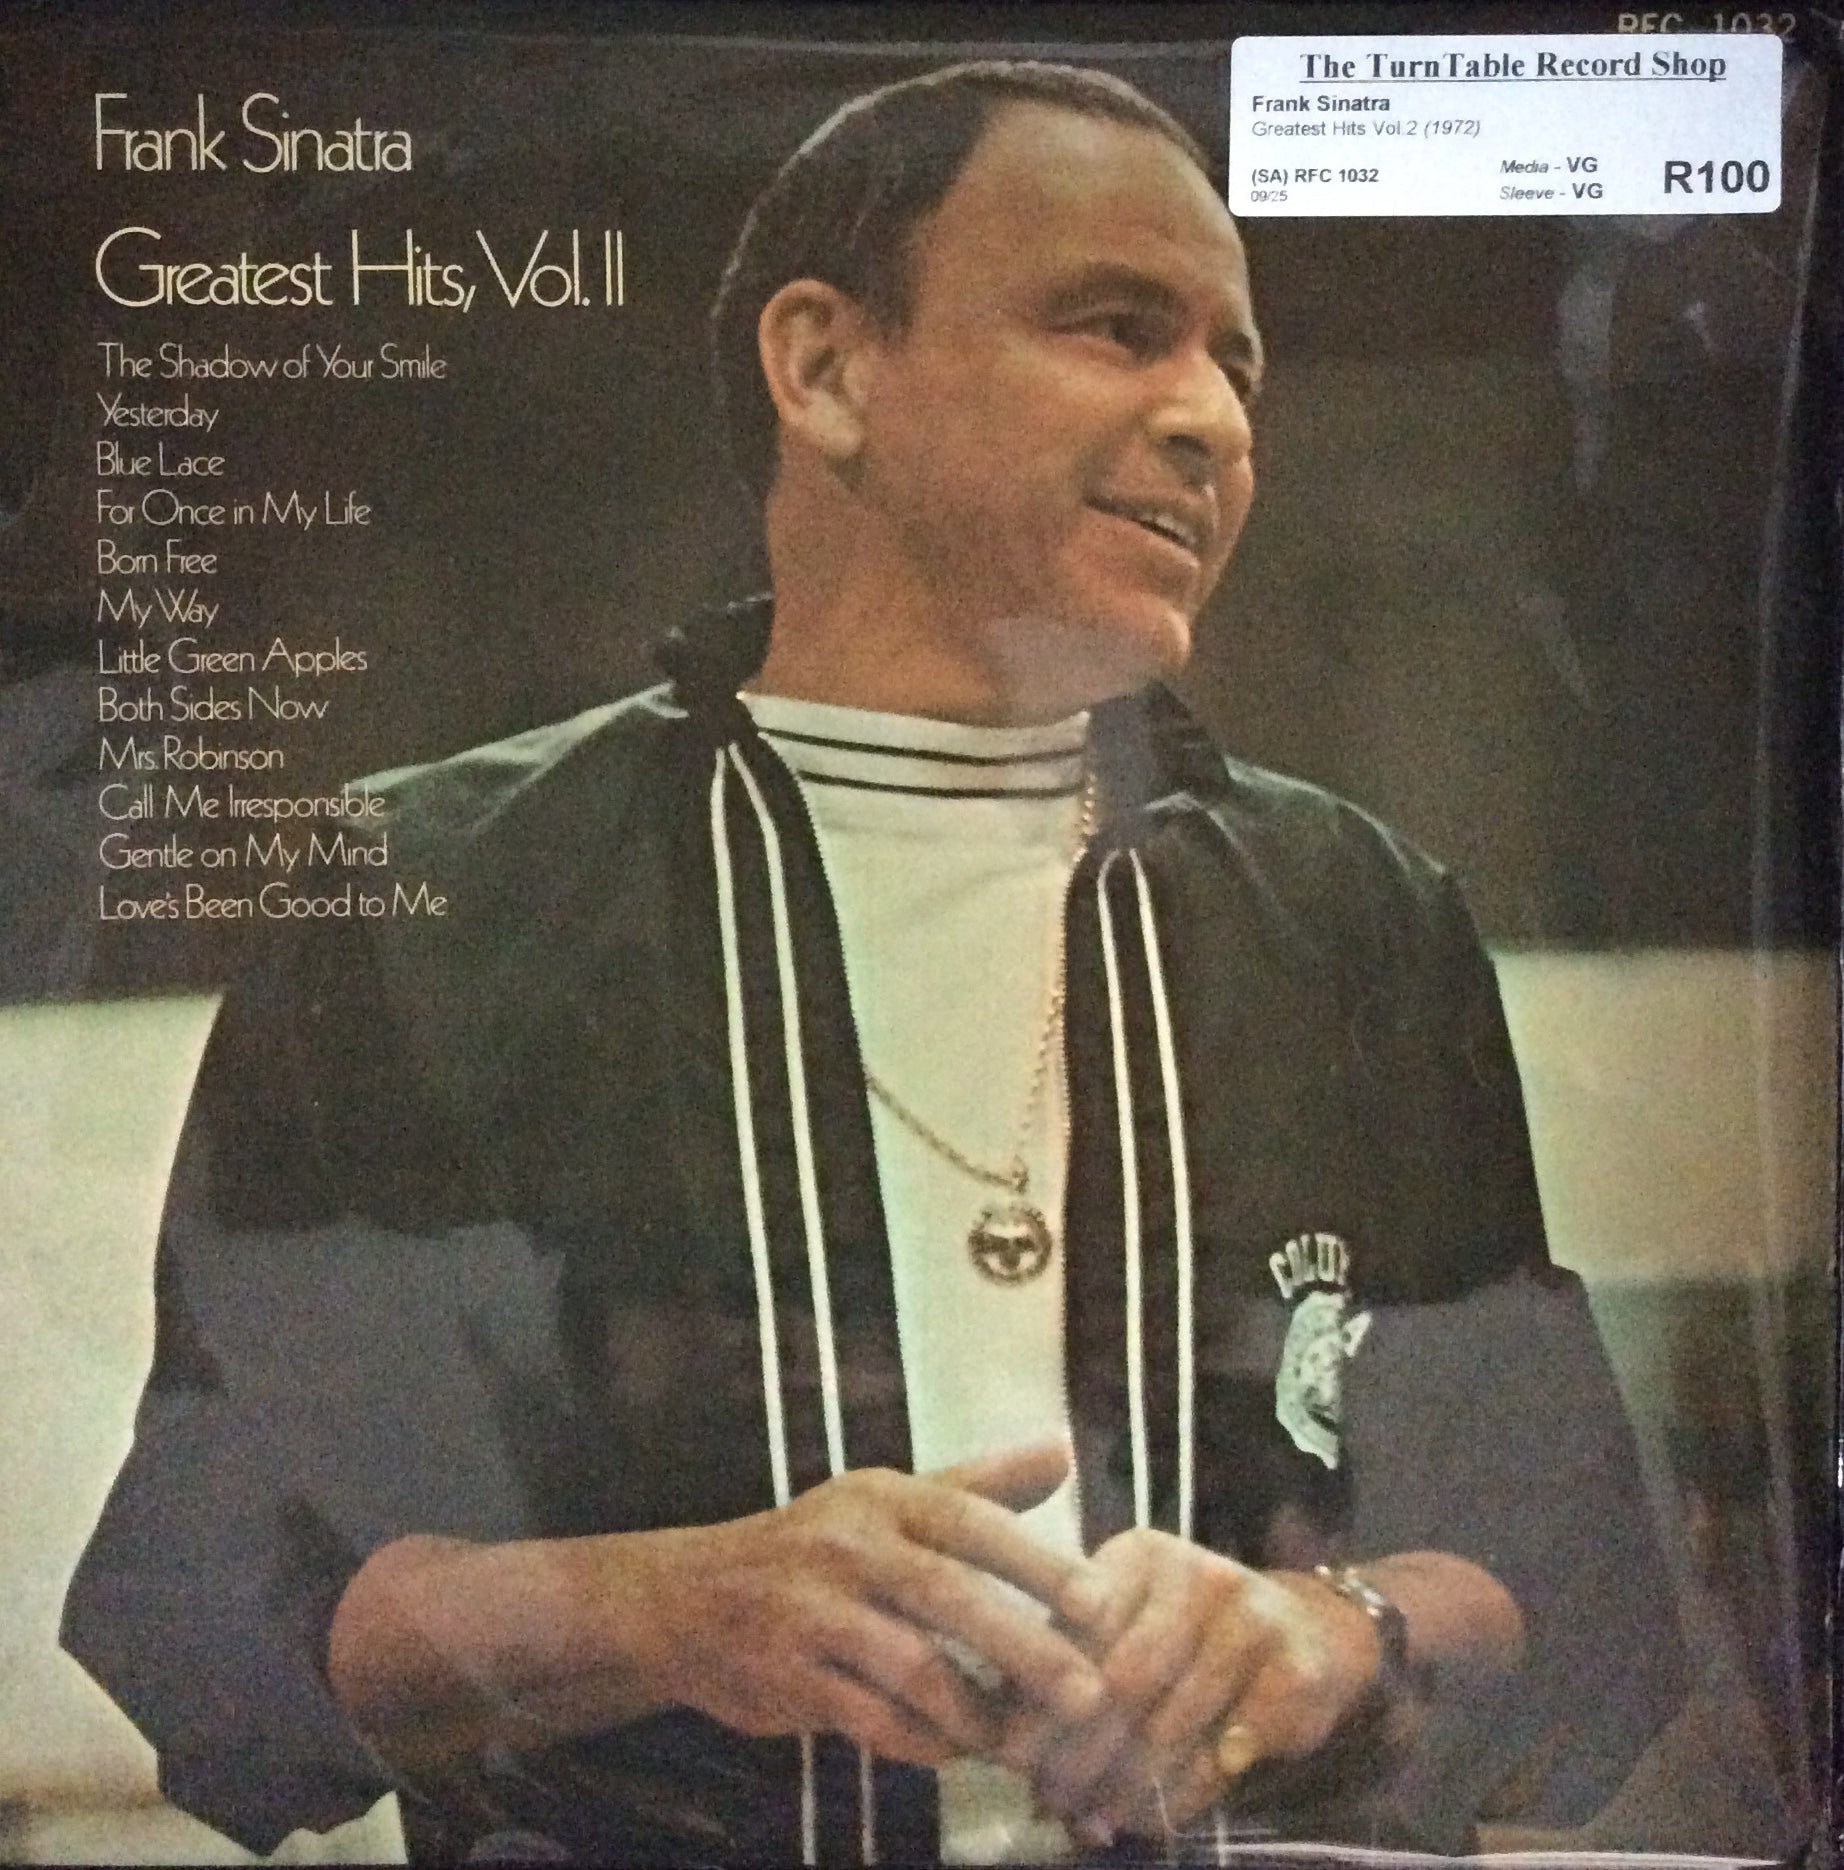 RFC 1032
The TurnTable Record Shop
Frank Sinatra
Greatest Hits Vol.2 (1972)
(SA) RFC 1032
09/25
Media - VG
Sleeve - VG
R100
Frank Sinatra
Greatest Hits, Vol. II
The Shadow of Your Smile
Yesterday
Blue Lace
For Once in My Life
Born Free
My Way
Little Green Apples
Both Sides Now
Mrs. Robinson
Call Me Irresponsible
Gentle on My Mind
Love's Been Good to Me